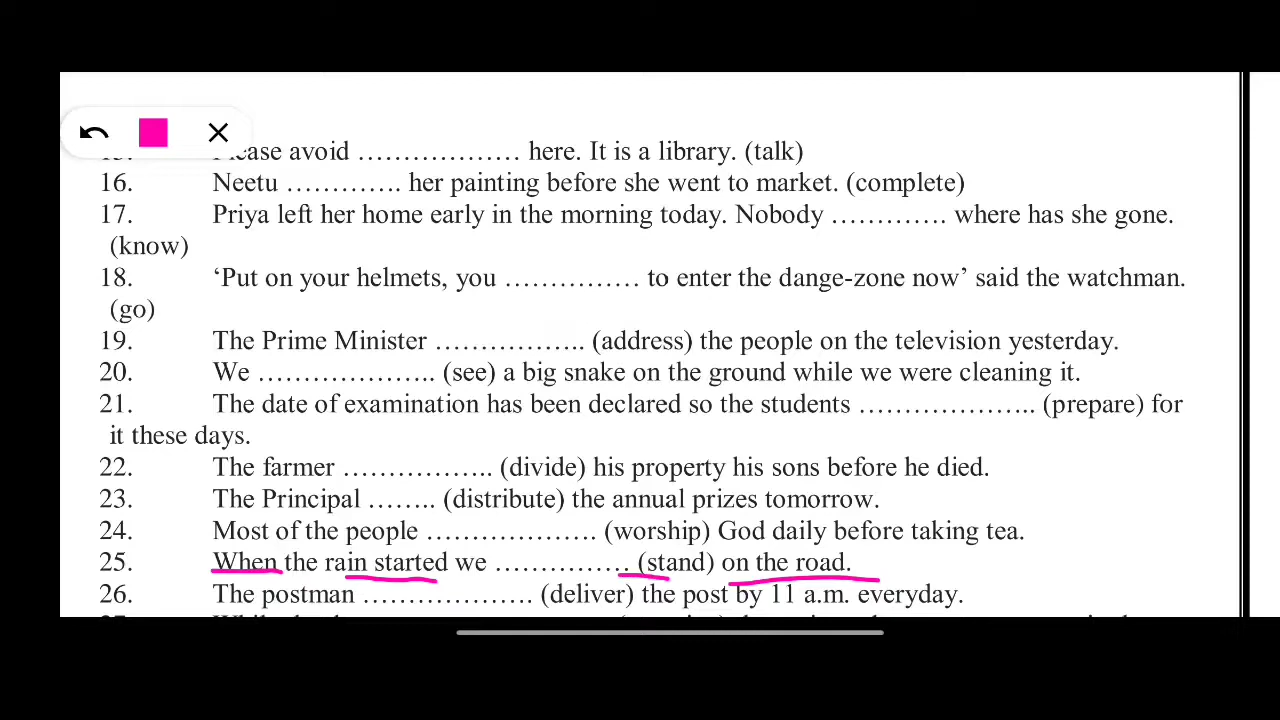 ease avoid ……………… here. It is a library. (talk)
16. Neetu …………. her painting before she went to market. (complete)
17. Priya left her home early in the morning today. Nobody …………. where has she gone.
(know)
18. ‘Put on your helmets, you …………… to enter the dange-zone now’ said the watchman.
(go)
19. The Prime Minister …………….. (address) the people on the television yesterday.
20. We ……………….. (see) a big snake on the ground while we were cleaning it.
21. The date of examination has been declared so the students ……………….. (prepare) for
it these days.
22. The farmer …………….. (divide) his property his sons before he died.
23. The Principal …….. (distribute) the annual prizes tomorrow.
24. Most of the people ………………. (worship) God daily before taking tea.
25. When the rain started we …………… (stand) on the road.
26. The postman ………………. (deliver) the post by 11 a.m. everyday.